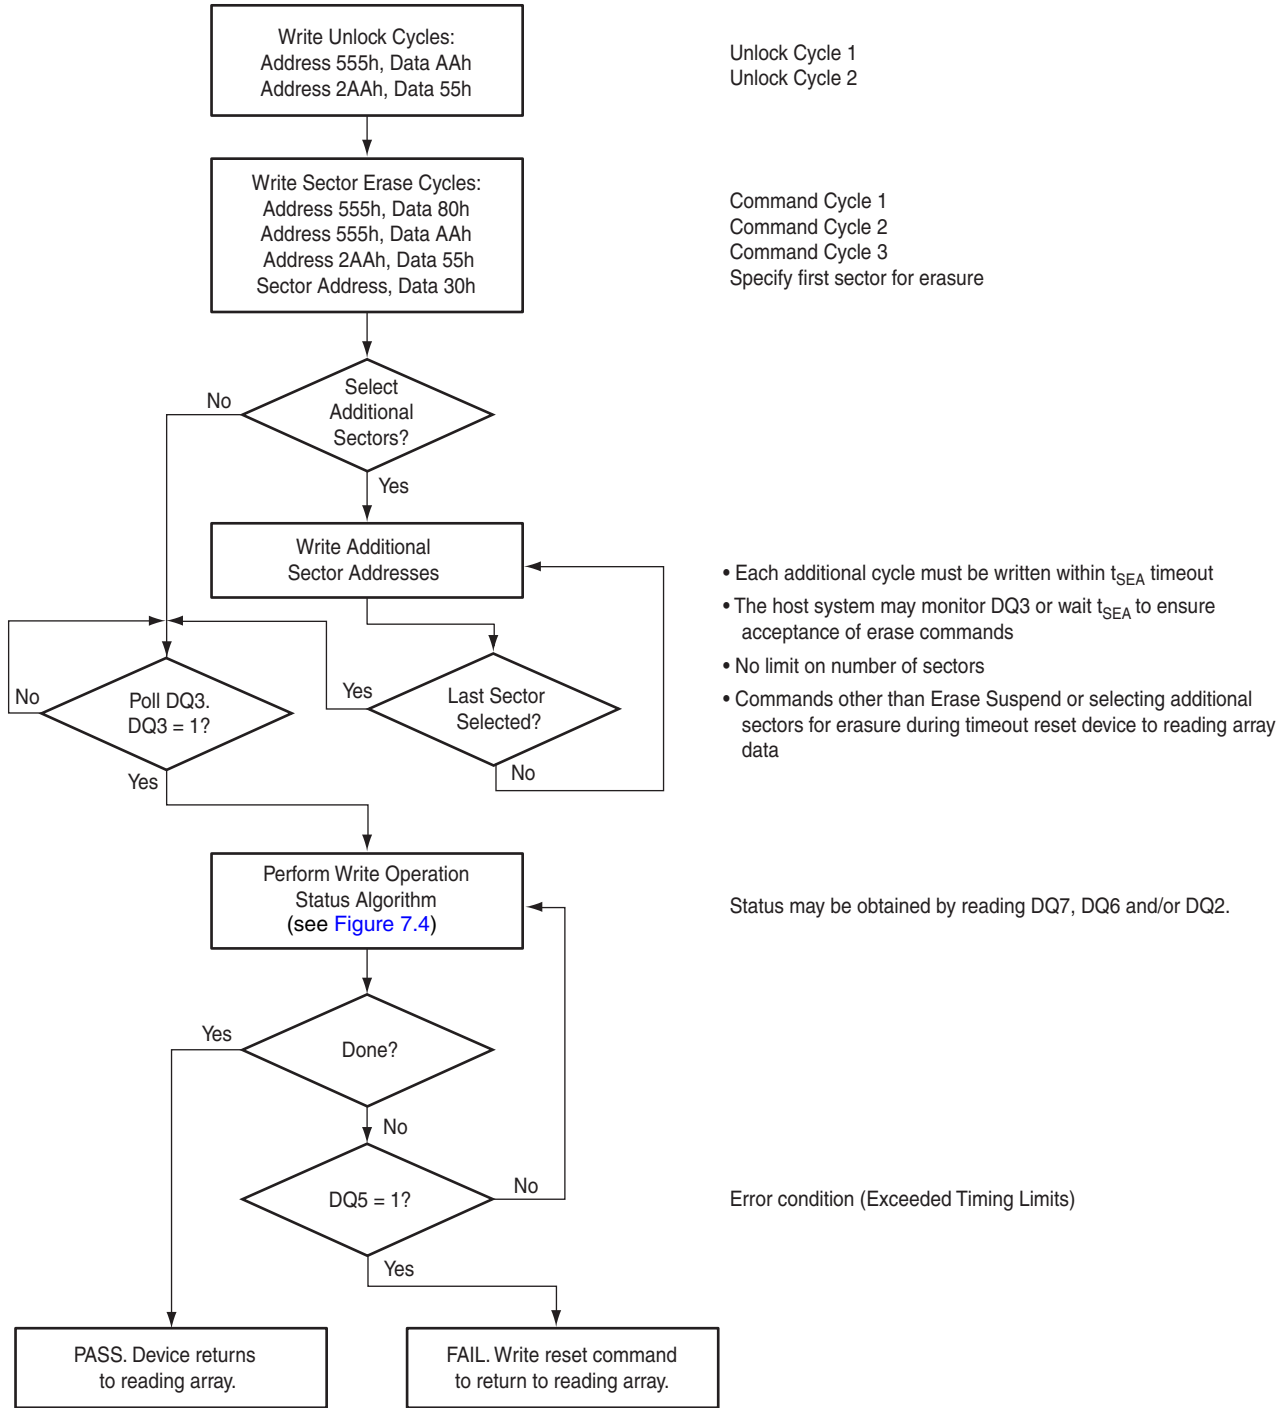 Write Unlock Cycles:
Address 555h, Data AAh
Address 2AAh, Data 55h
Unlock Cycle 1
Unlock Cycle 2
Write Sector Erase Cycles:
Address 555h, Data 80h
Address 555h, Data AAh
Address 2AAh, Data 55h
Sector Address, Data 30h
Command Cycle 1
Command Cycle 2
Command Cycle 3
Specify first sector for erasure
Select
Additional
Sectors?
No
Yes
Write Additional
Sector Addresses
• Each additional cycle must be written within tSEA timeout
• The host system may monitor DQ3 or wait tSEA to ensure
acceptance of erase commands
• No limit on number of sectors
• Commands other than Erase Suspend or selecting additional
sectors for erasure during timeout reset device to reading array
data
No
Poll DQ3.
DQ3 = 1?
Yes
Yes
Last Sector
Selected?
No
Perform Write Operation
Status Algorithm
(see Figure 7.4)
Status may be obtained by reading DQ7, DQ6 and/or DQ2.
Yes
Done?
No
DQ5 = 1?
No
Yes
Error condition (Exceeded Timing Limits)
PASS. Device returns
to reading array.
FAIL. Write reset command
to return to reading array.